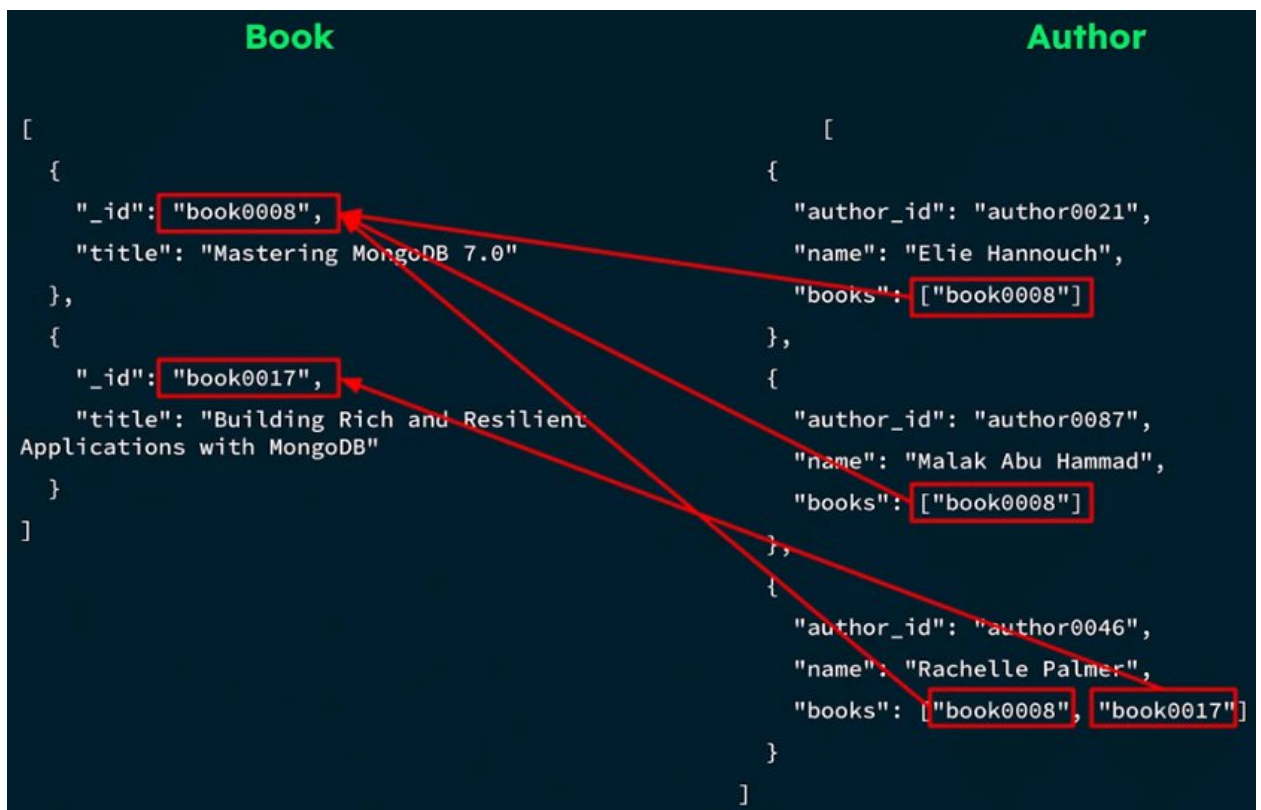 Book
[
{
"_id": "book0008",
"title": "Mastering MongoDB 7.0"
},
{
"_id": "book0017",
"title": "Building Rich and Resilient
Applications with MongoDB"
}
]
Author
[
{
"author_id": "author0021",
"name": "Elie Hannouch",
"books": ["book0008"]
},
{
"author_id": "author0087",
"name": "Malak Abu Hammad",
"books": ["book0008"]
},
{
"author_id": "author0046",
"name": "Rachelle Palmer",
"books": ["book0008", "book0017"]
}
]